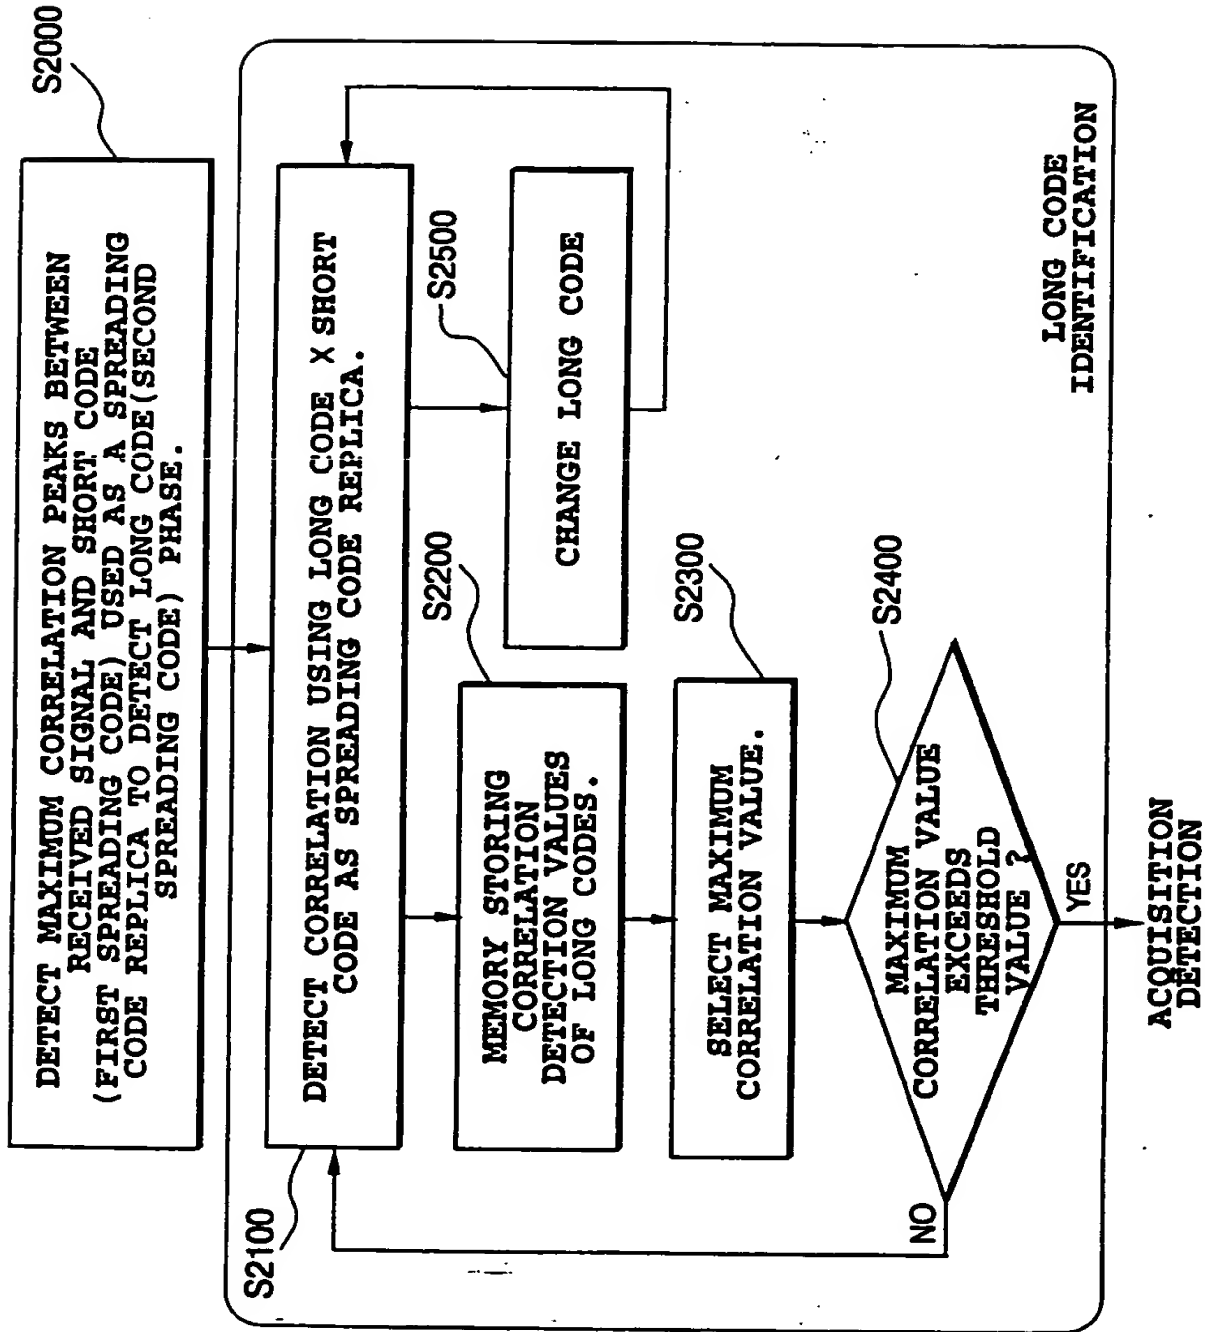 S2000
DETECT MAXIMUM CORRELATION PEAKS BETWEEN
RECEIVED SIGNAL AND SHORT CODE
(FIRST SPREADING CODE) USED AS A SPREADING
CODE REPLICA TO DETECT LONG CODE(SECOND
SPREADING CODE) PHASE.
S2100
DETECT CORRELATION USING LONG CODE X SHORT
CODE AS SPREADING CODE REPLICA.
S2200
MEMORY STORING
CORRELATION
DETECTION VALUES
OF LONG CODES.
S2500
CHANGE LONG CODE
S2300
SELECT MAXIMUM
CORRELATION VALUE.
S2400
MAXIMUM
CORRELATION VALUE
EXCEEDS
THRESHOLD
VALUE ?
NO
YES
LONG CODE
IDENTIFICATION
ACQUISITION
DETECTION